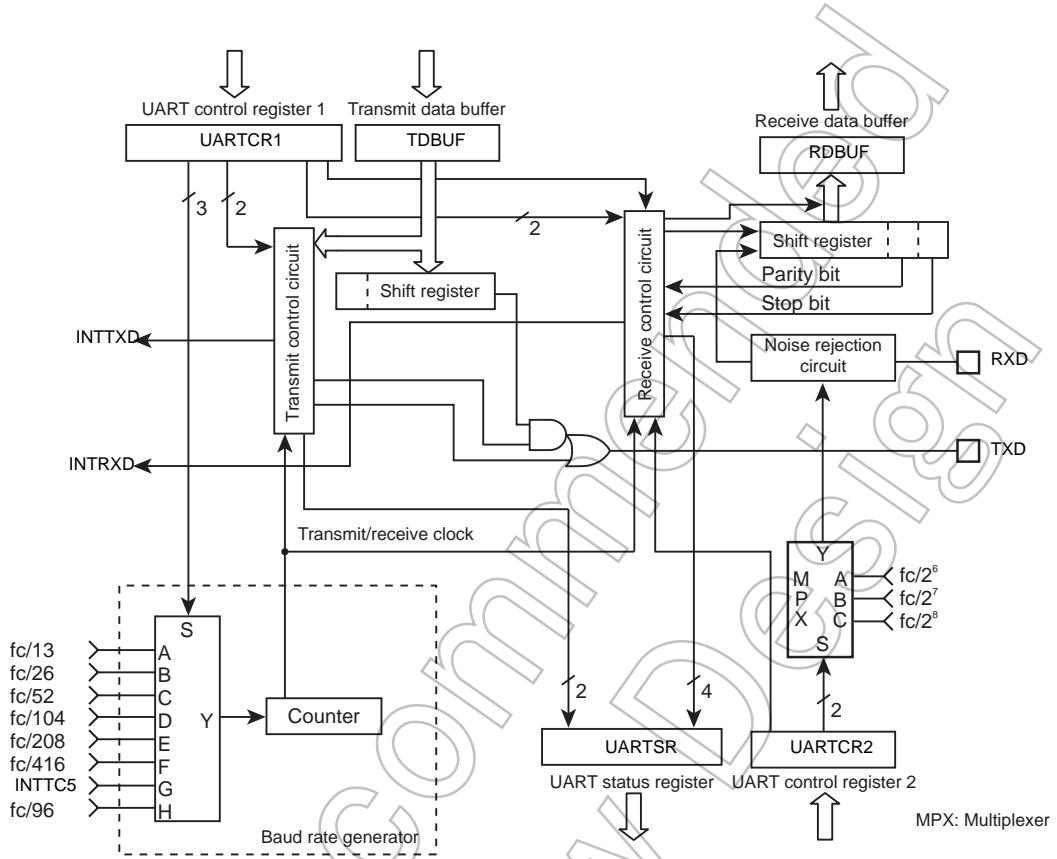 UART control register 1
Transmit data buffer
Receive data buffer
UARTCR1
TDBUF
RDBUF
3
2
2
Transmit control circuit
Receive control circuit
Shift register
Shift register
Parity bit
Stop bit
INTTXD
Noise rejection
circuit
RXD
INTRXD
TXD
Transmit/receive clock
Y
M P X
A
B
C
S
fc/2⁶
fc/2⁷
fc/2⁸
S
fc/13
A
fc/26
B
fc/52
C
fc/104
D
Y
Counter
fc/208
E
fc/416
F
INTTC5
G
fc/96
H
2
4
2
UARTSR
UARTCR2
UART status register
UART control register 2
Baud rate generator
MPX: Multiplexer
commended
w Design